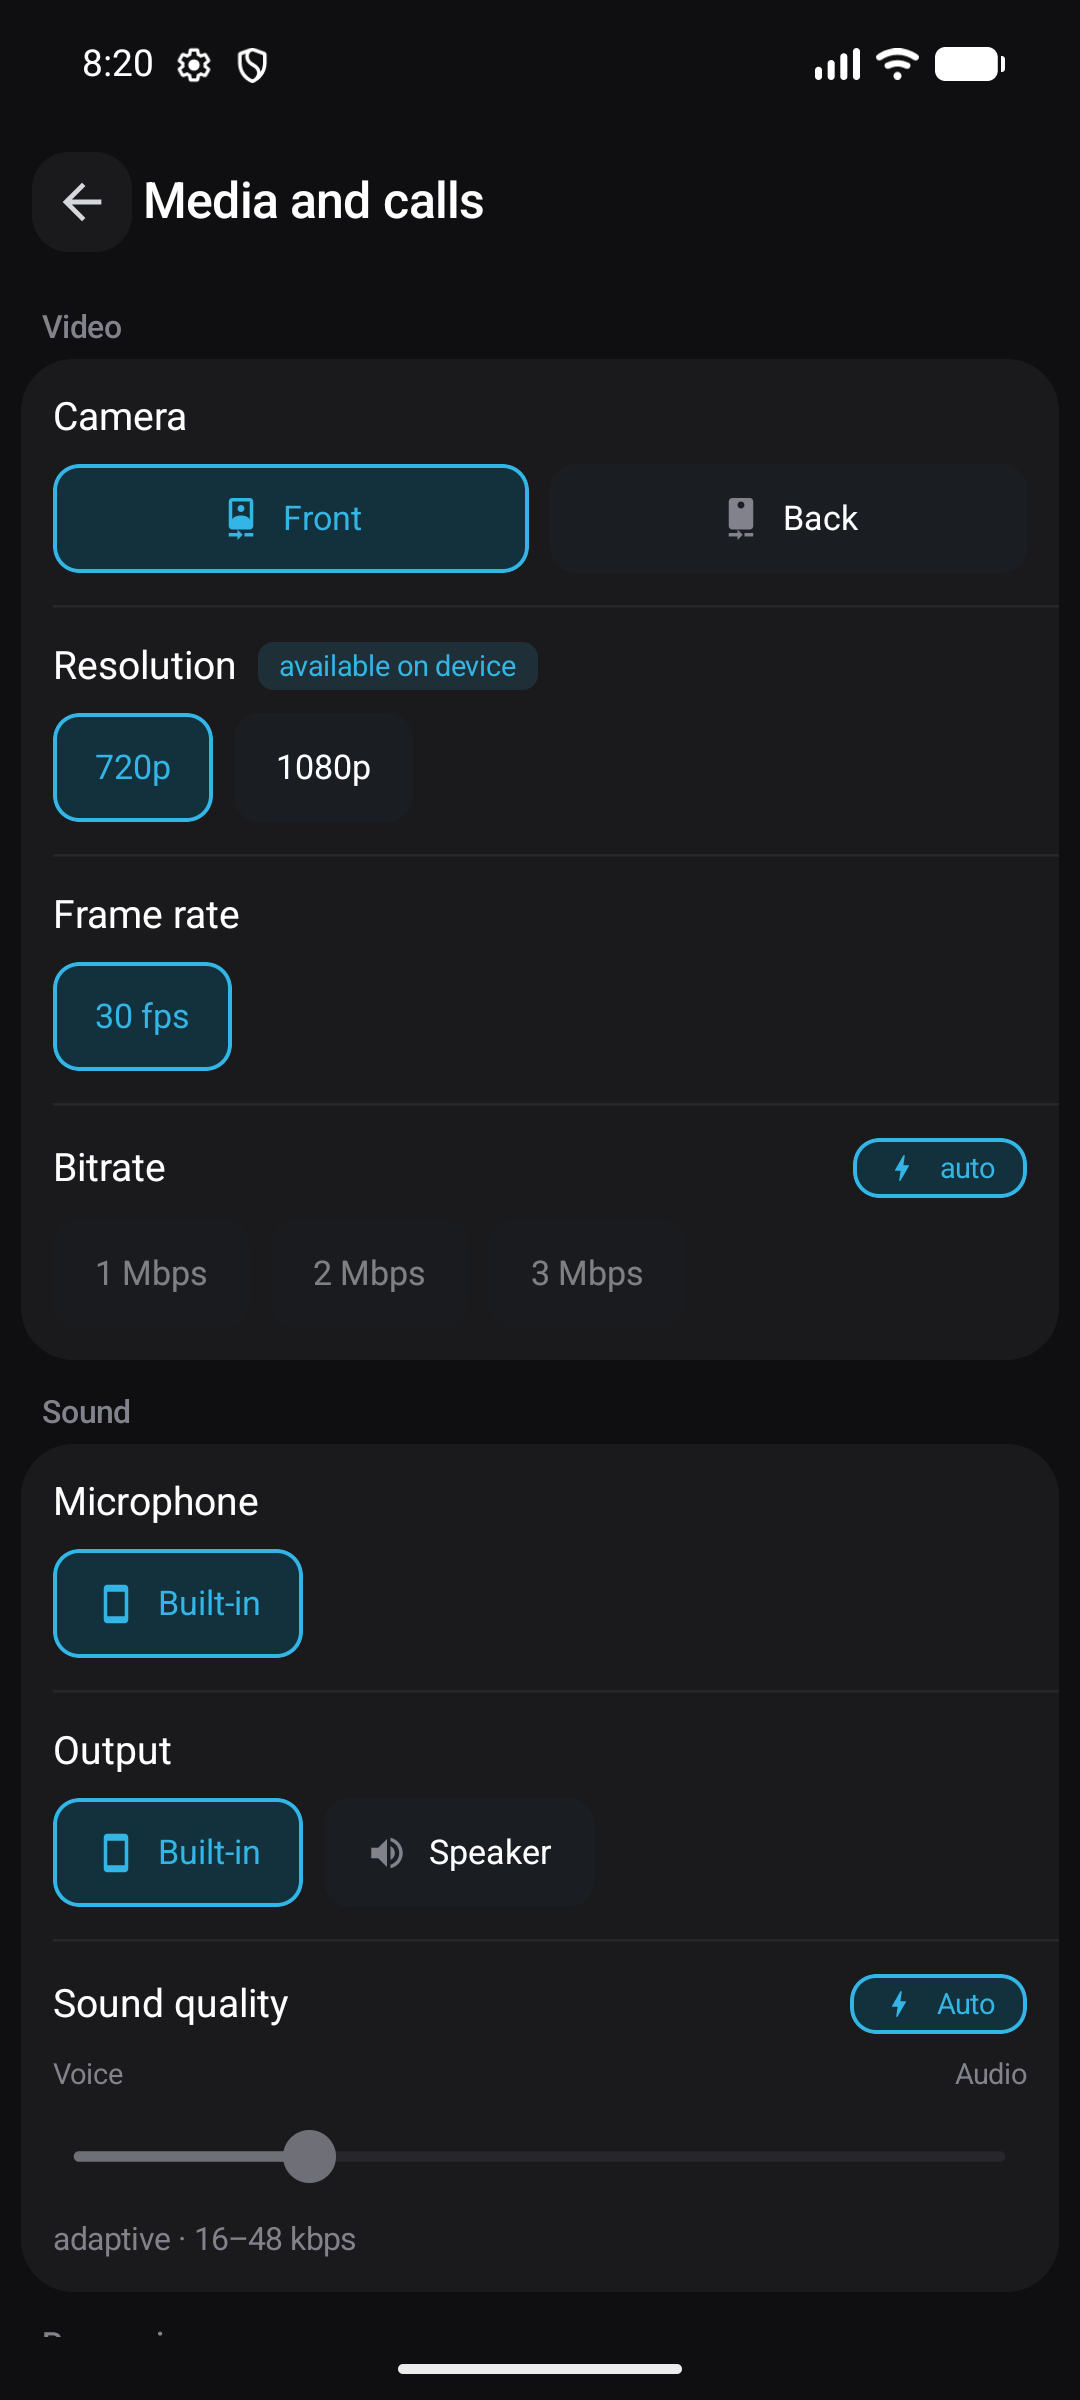 8:20
Media and calls
Video
Camera
Front
Back
Resolution
available on device
720p
1080p
Frame rate
30 fps
Bitrate
auto
1 Mbps
2 Mbps
3 Mbps
Sound
Microphone
Built-in
Output
Built-in
Speaker
Sound quality
Auto
Voice
Audio
adaptive · 16–48 kbps